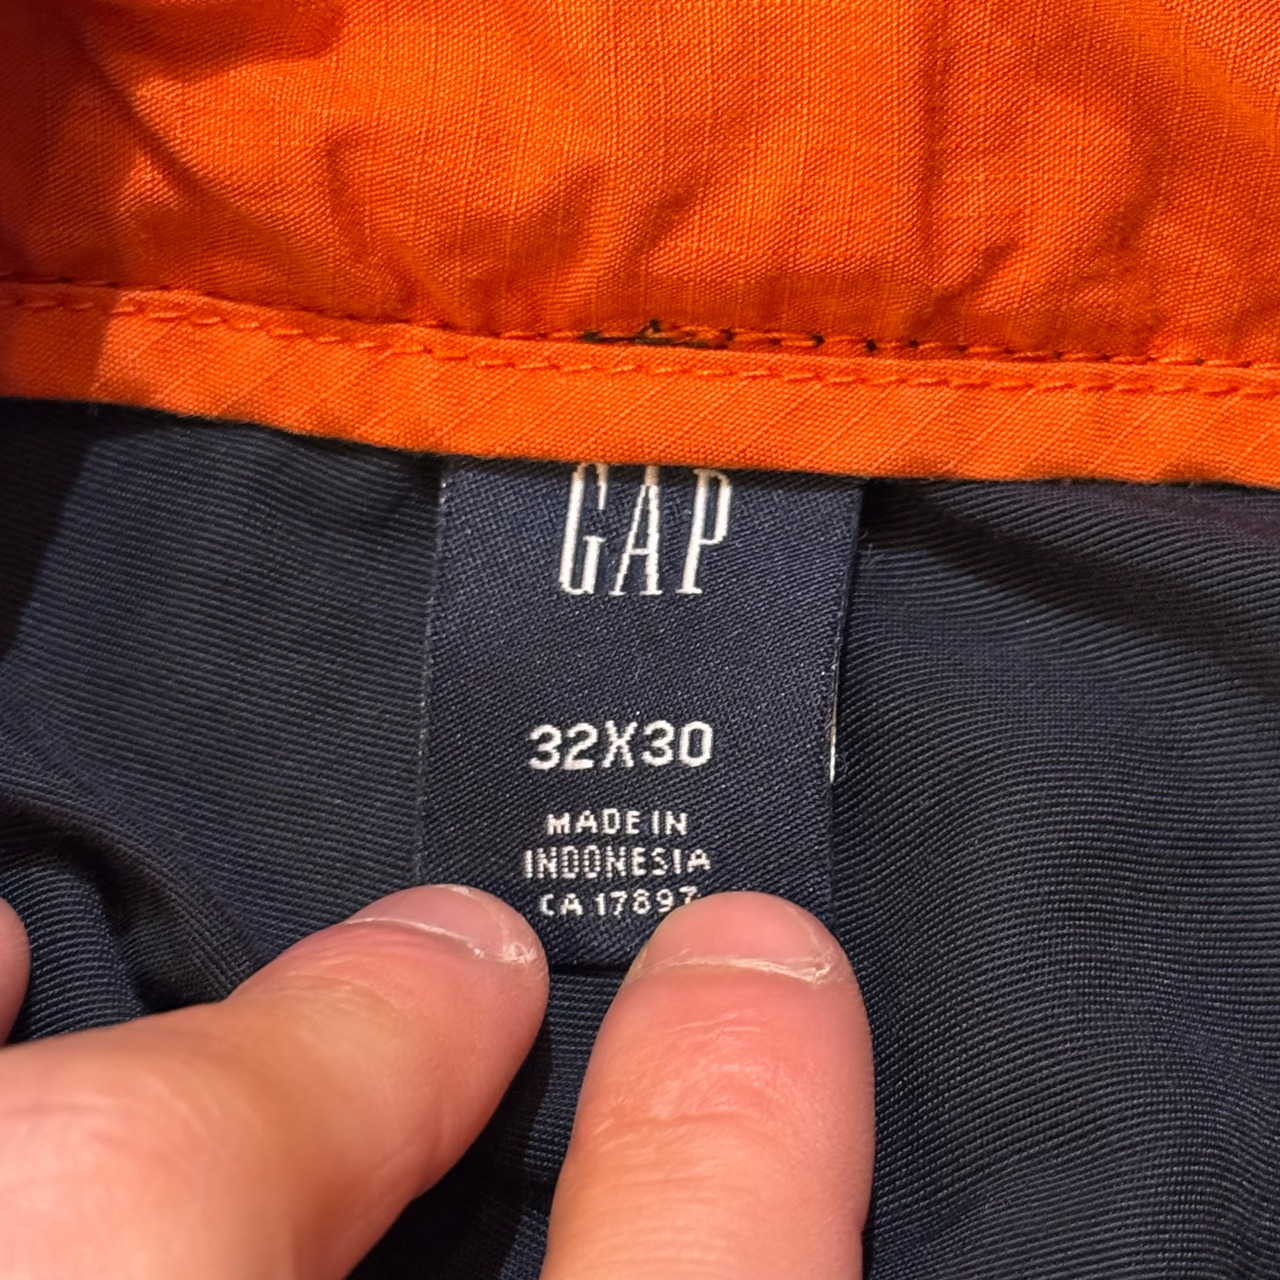 GAP
32X30
MADE IN
INDONESIA
CA 17897